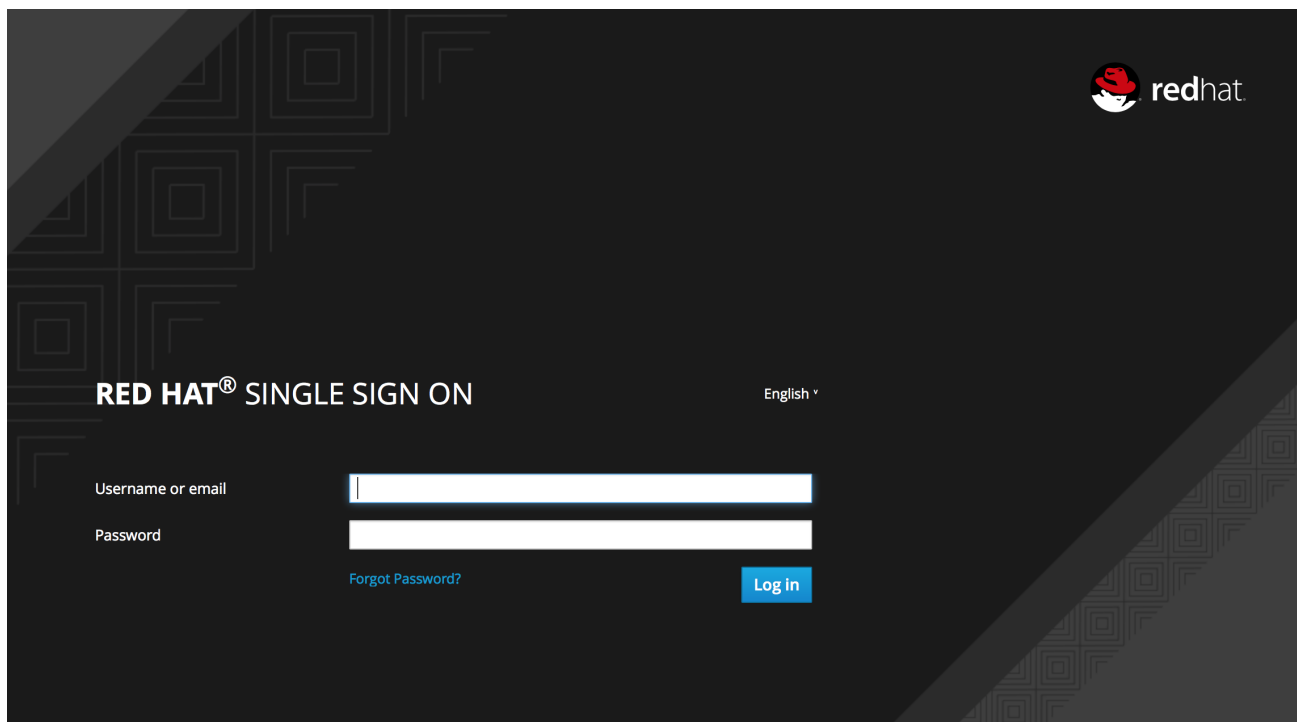 redhat.
RED HAT® SINGLE SIGN ON
English ˅
Username or email
Password
Forgot Password?
Log in